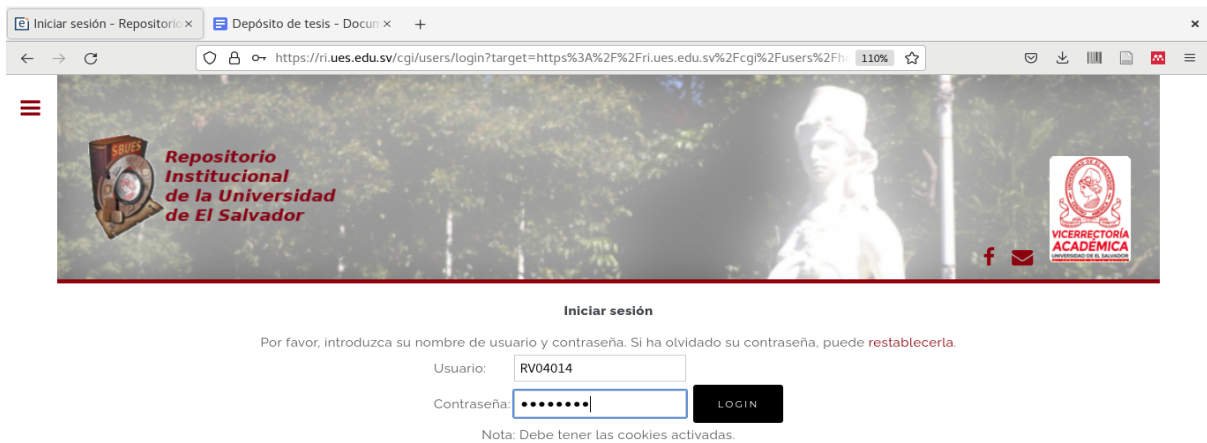 Iniciar sesión - Repositorio
Depósito de tesis - Docum
https://ri.ues.edu.sv/cgi/users/login?target=https%3A%2F%2Fri.ues.edu.sv%2Fcgi%2Fusers%2Fho
110%
SBUES
Repositorio
Institucional
de la Universidad
de El Salvador
VICERRECTORÍA
ACADÉMICA
UNIVERSIDAD DE EL SALVADOR
Iniciar sesión
Por favor, introduzca su nombre de usuario y contraseña. Si ha olvidado su contraseña, puede restablecerla.
Usuario: RV04014
Contraseña: •••••••• LOGIN
Nota: Debe tener las cookies activadas.